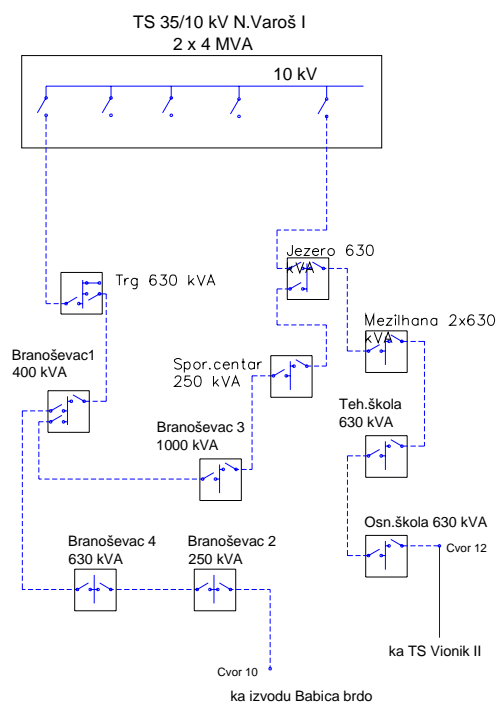 TS 35/10 kV N.Varoš I
2 x 4 MVA
10 kV
Jezero 630
kVA
Trg 630 kVA
Mezilhana 2x630
kVA
Branoševac1
400 kVA
Spor.centar
250 kVA
Teh.škola
630 kVA
Branoševac 3
1000 kVA
Osn.škola 630 kVA
Branoševac 4
630 kVA
Branoševac 2
250 kVA
Cvor 12
ka TS Vionik II
Cvor 10
ka izvodu Babica brdo